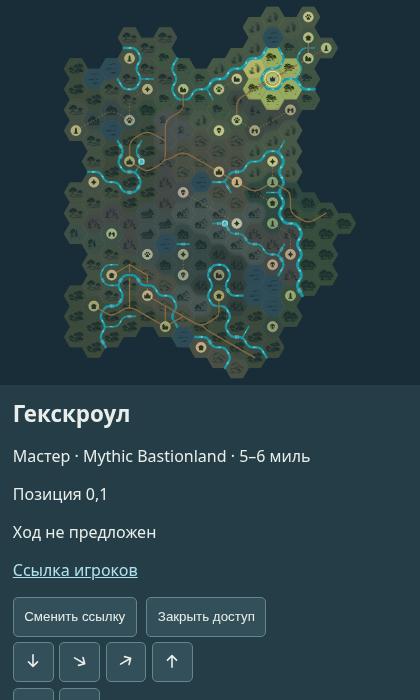 Гекскроул
Мастер · Mythic Bastionland · 5–6 миль
Позиция 0,1
Ход не предложен
Ссылка игроков
Сменить ссылку Закрыть доступ